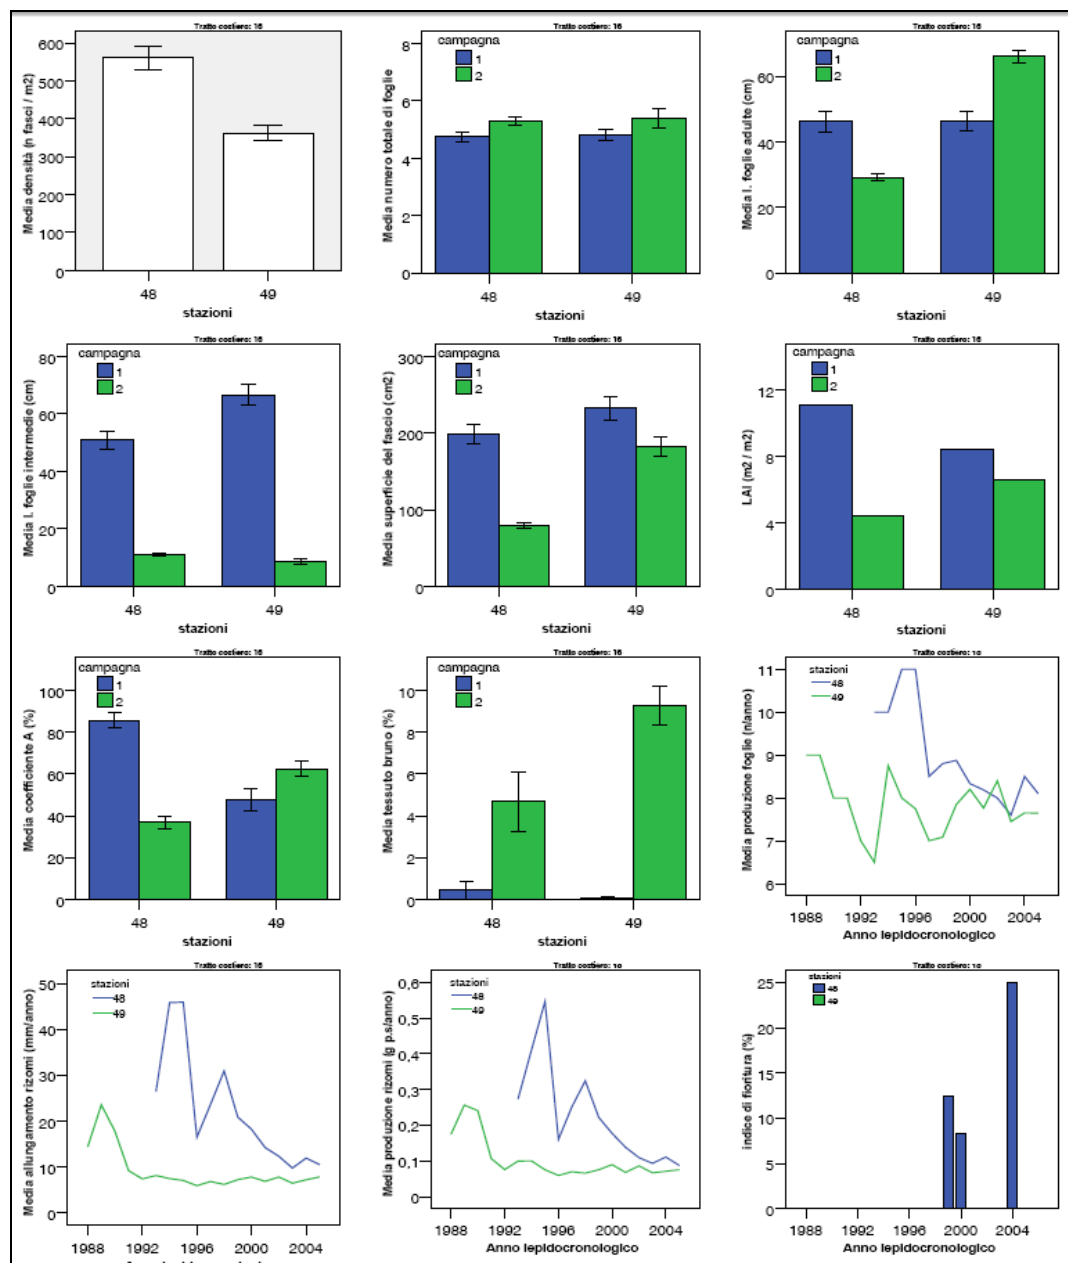 Tratto costiero: 16
Media densità (n fasci / m2)
600
500
400
300
200
100
0
48 49
stazioni
Tratto costiero: 16
campagna
1
2
Media numero totale di foglie
8
6
4
2
0
48 49
stazioni
Tratto costiero: 16
campagna
1
2
Media l. foglie adulte (cm)
60
40
20
0
48 49
stazioni
Tratto costiero: 16
campagna
1
2
Media l. foglie intermedie (cm)
80
60
40
20
0
48 49
stazioni
Tratto costiero: 16
campagna
1
2
Media superficie del fascio (cm2)
300
200
100
0
48 49
stazioni
Tratto costiero: 16
campagna
1
2
LAI (m2 / m2)
12
8
4
0
48 49
stazioni
Tratto costiero: 16
campagna
1
2
Media coefficiente A (%)
100
80
60
40
20
0
48 49
stazioni
Tratto costiero: 16
campagna
1
2
Media tessuto bruno (%)
10
8
6
4
2
0
48 49
stazioni
Tratto costiero: 16
stazioni
48
49
Media produzione foglie (n/anno)
11
10
9
8
7
6
1988 1992 1996 2000 2004
Anno lepidocronologico
Tratto costiero: 16
stazioni
48
49
Media allungamento rizomi (mm/anno)
50
40
30
20
10
0
1988 1992 1996 2000 2004
Tratto costiero: 16
stazioni
48
49
Media produzione rizomi (g p.s/anno)
0,6
0,5
0,4
0,3
0,2
0,1
0
1988 1992 1996 2000 2004
Anno lepidocronologico
Tratto costiero: 16
stazioni
48
49
indice di fioritura (%)
25
20
15
10
5
0
1988 1992 1996 2000 2004
Anno lepidocronologico